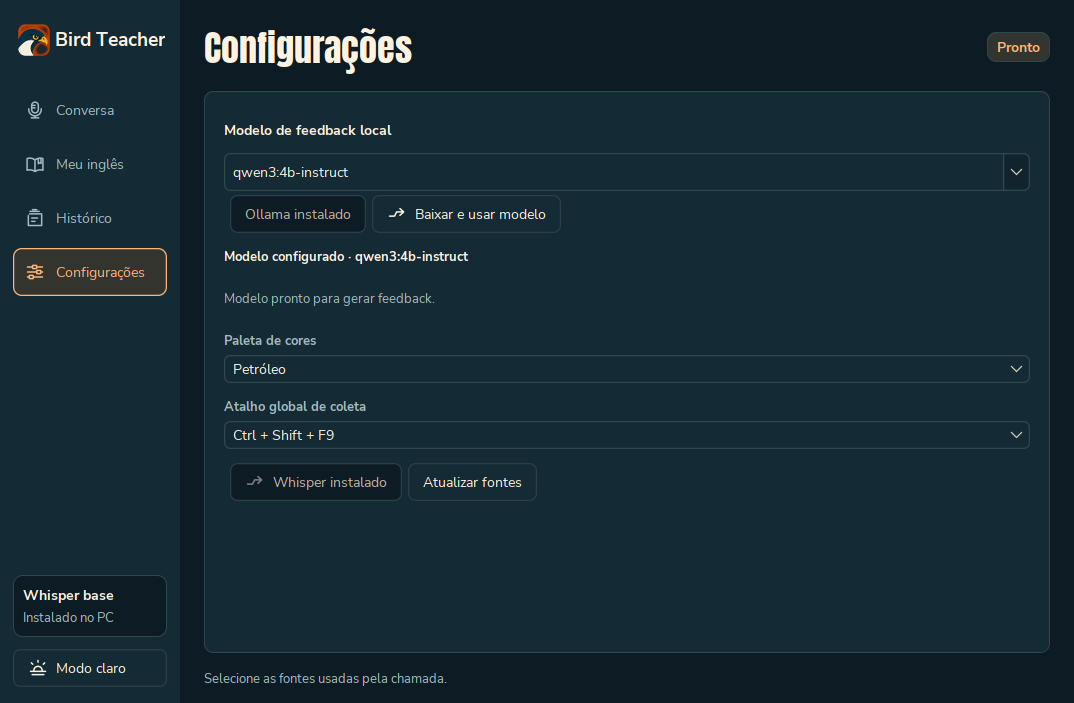 Bird Teacher
Conversa
Meu inglês
Histórico
Configurações
Whisper base
Instalado no PC
Modo claro
Configurações
Pronto
Modelo de feedback local
qwen3:4b-instruct
Ollama instalado
Baixar e usar modelo
Modelo configurado · qwen3:4b-instruct
Modelo pronto para gerar feedback.
Paleta de cores
Petróleo
Atalho global de coleta
Ctrl + Shift + F9
Whisper instalado
Atualizar fontes
Selecione as fontes usadas pela chamada.